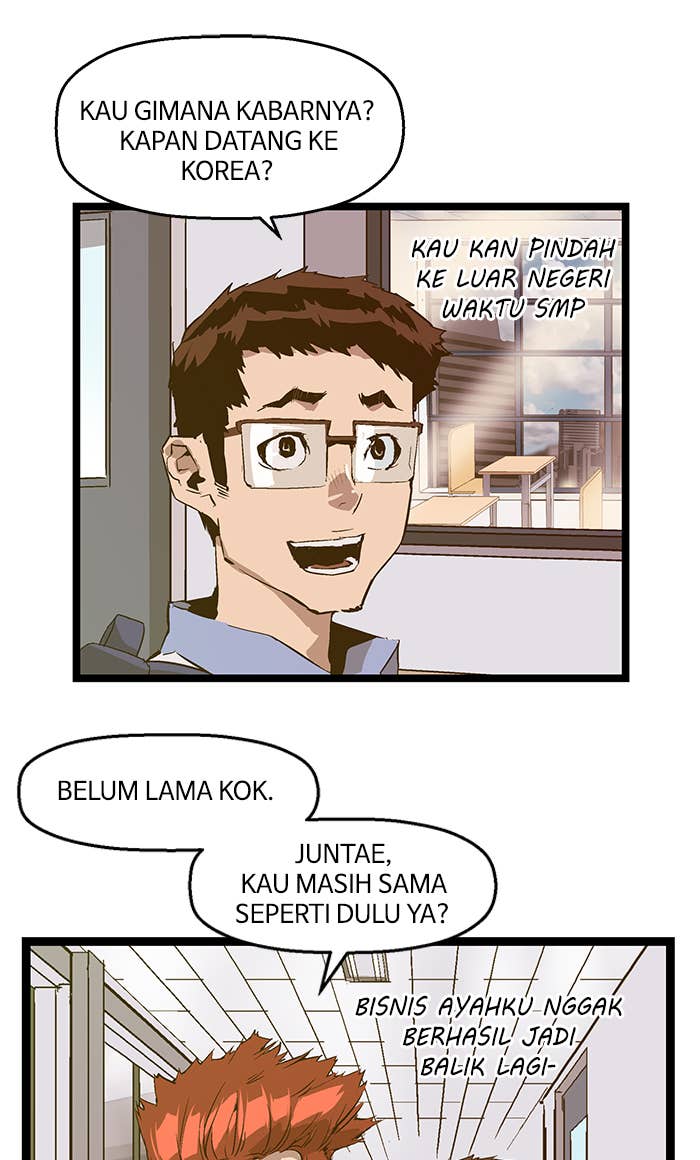 KAU GIMANA KABARNYA?
KAPAN DATANG KE
KOREA?
KAU KAN PINDAH
KE LUAR NEGERI
WAKTU SMP
BELUM LAMA KOK.
JUNTAE,
KAU MASIH SAMA
SEPERTI DULU YA?
BISNIS AYAHKU NGGAK
BERHASIL JADI
BALIK LAGI-